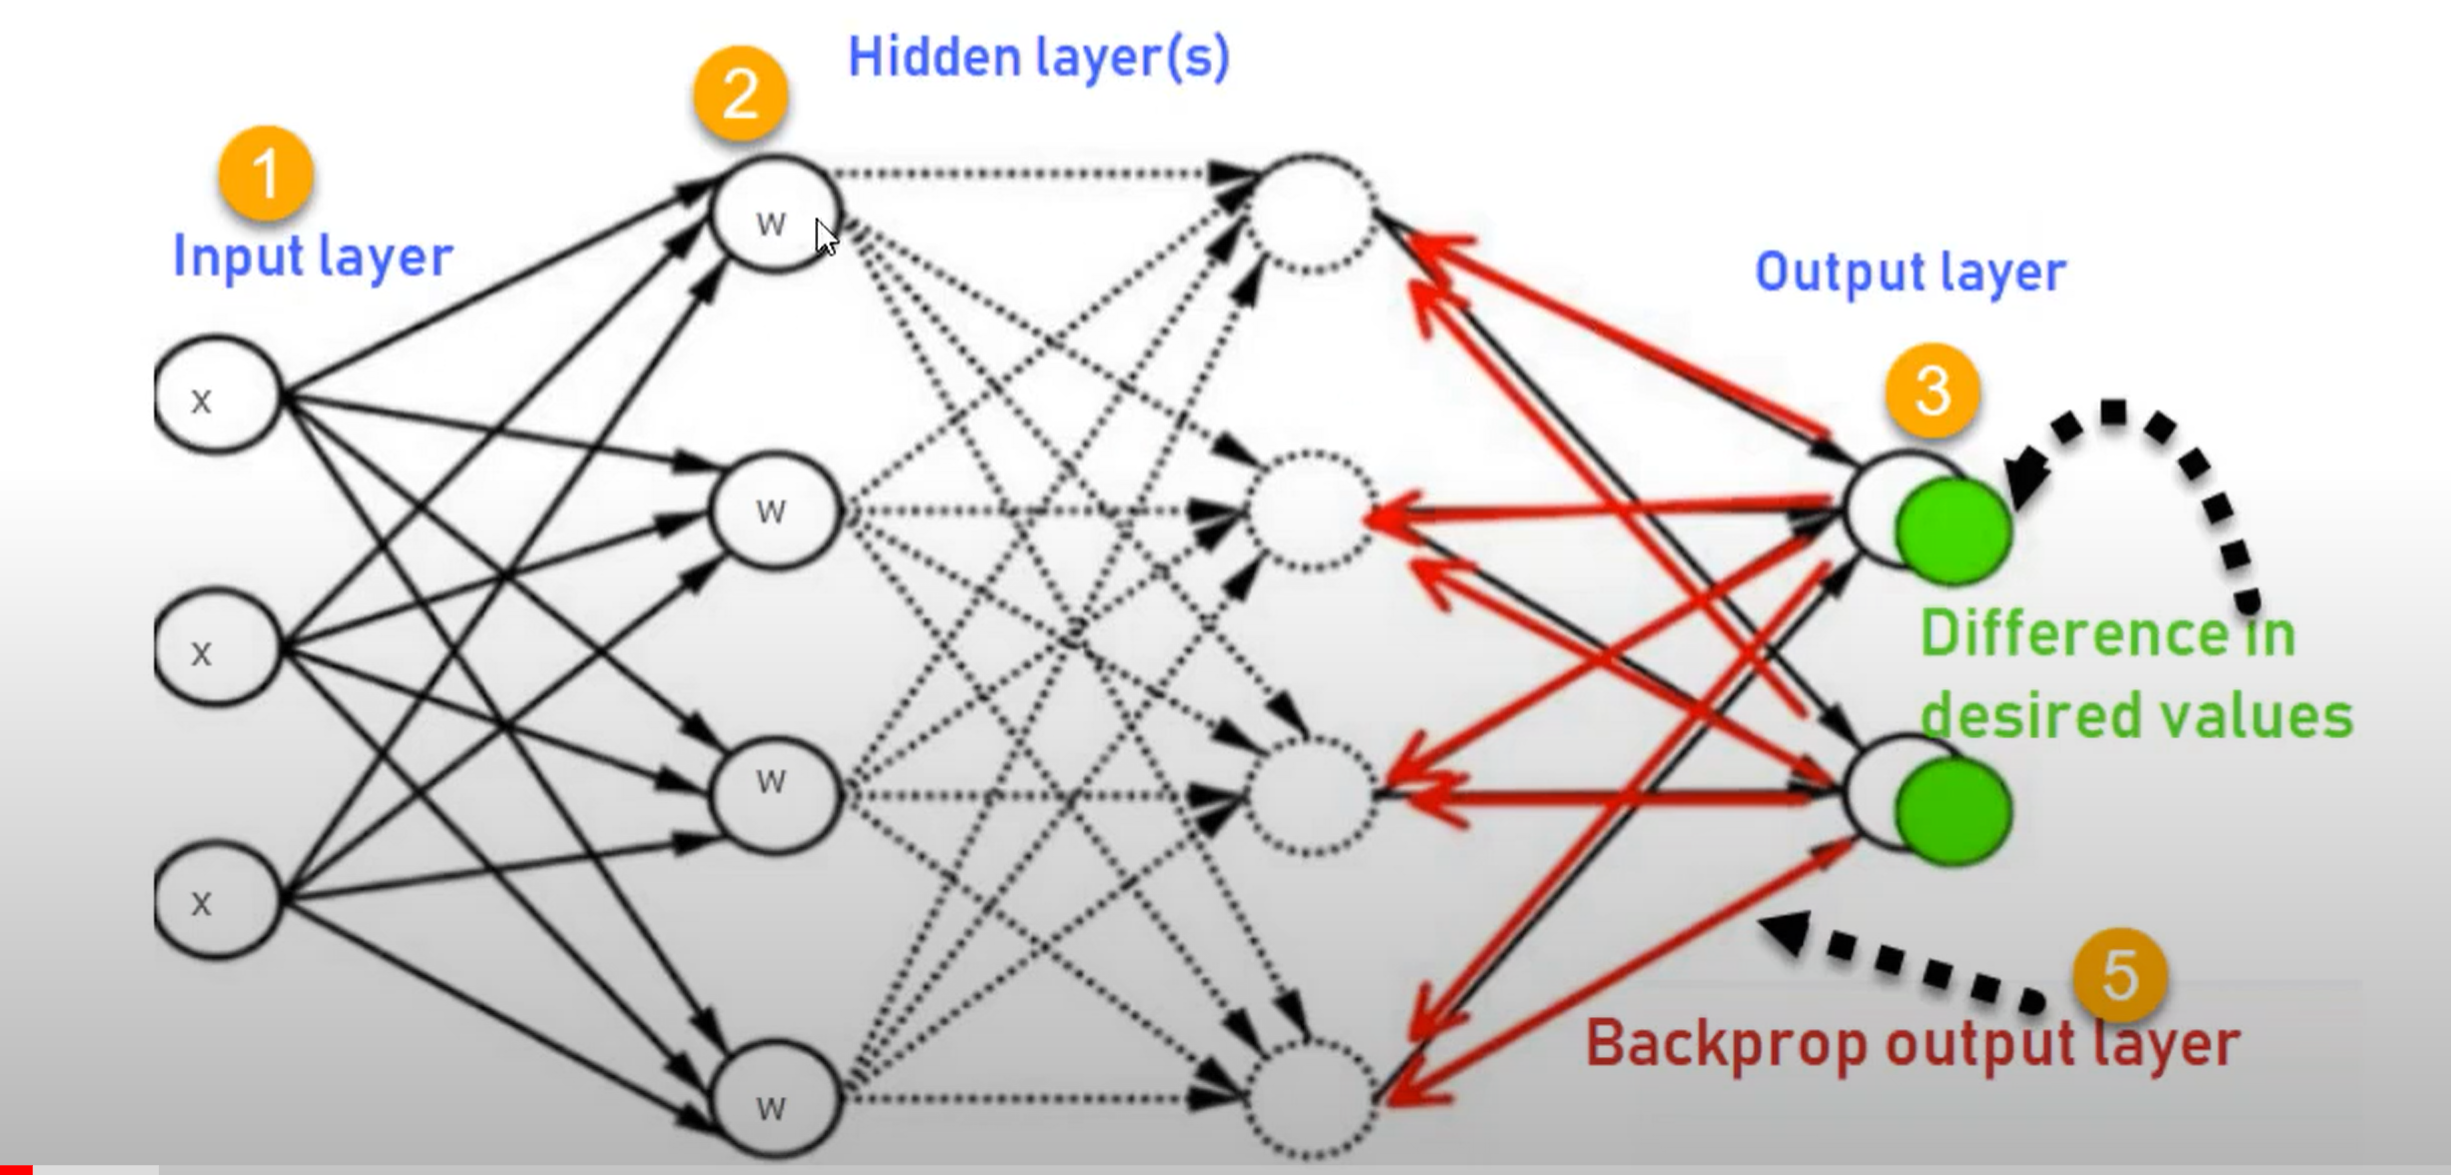 Hidden layer(s)
2
1
Input layer
w
Output layer
3
x
w
Difference in
desired values
x
w
x
5
Backprop output layer
w